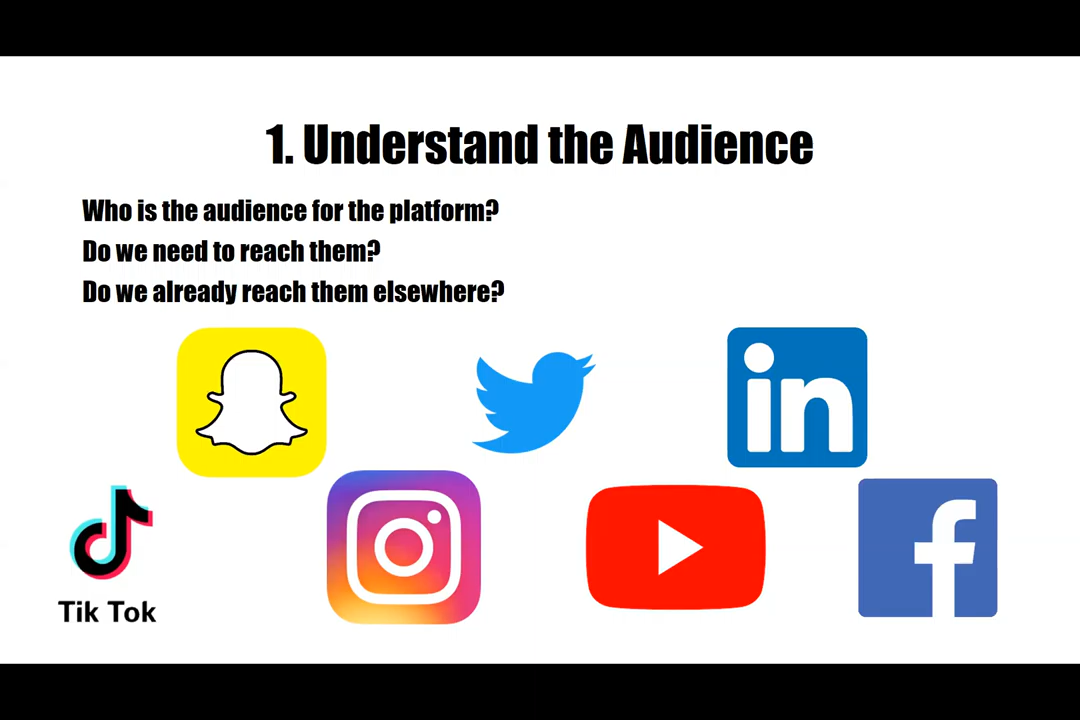 1. Understand the Audience
Who is the audience for the platform?
Do we need to reach them?
Do we already reach them elsewhere?
in
f
Tik Tok